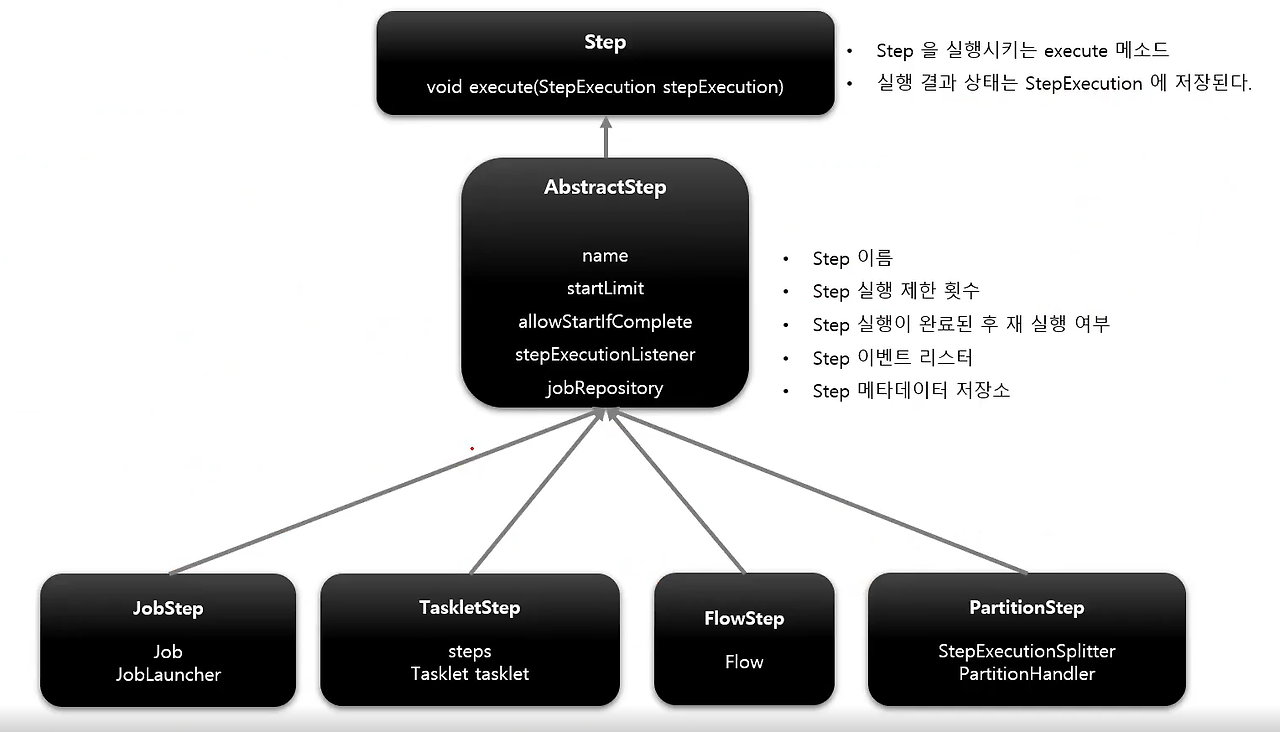 Step
void execute(StepExecution stepExecution)
• Step 을 실행시키는 execute 메소드
• 실행 결과 상태는 StepExecution 에 저장된다.
AbstractStep
name
startLimit
allowStartIfComplete
stepExecutionListener
jobRepository
• Step 이름
• Step 실행 제한 횟수
• Step 실행이 완료된 후 재 실행 여부
• Step 이벤트 리스터
• Step 메타데이터 저장소
JobStep
Job
JobLauncher
TaskletStep
steps
Tasklet tasklet
FlowStep
Flow
PartitionStep
StepExecutionSplitter
PartitionHandler